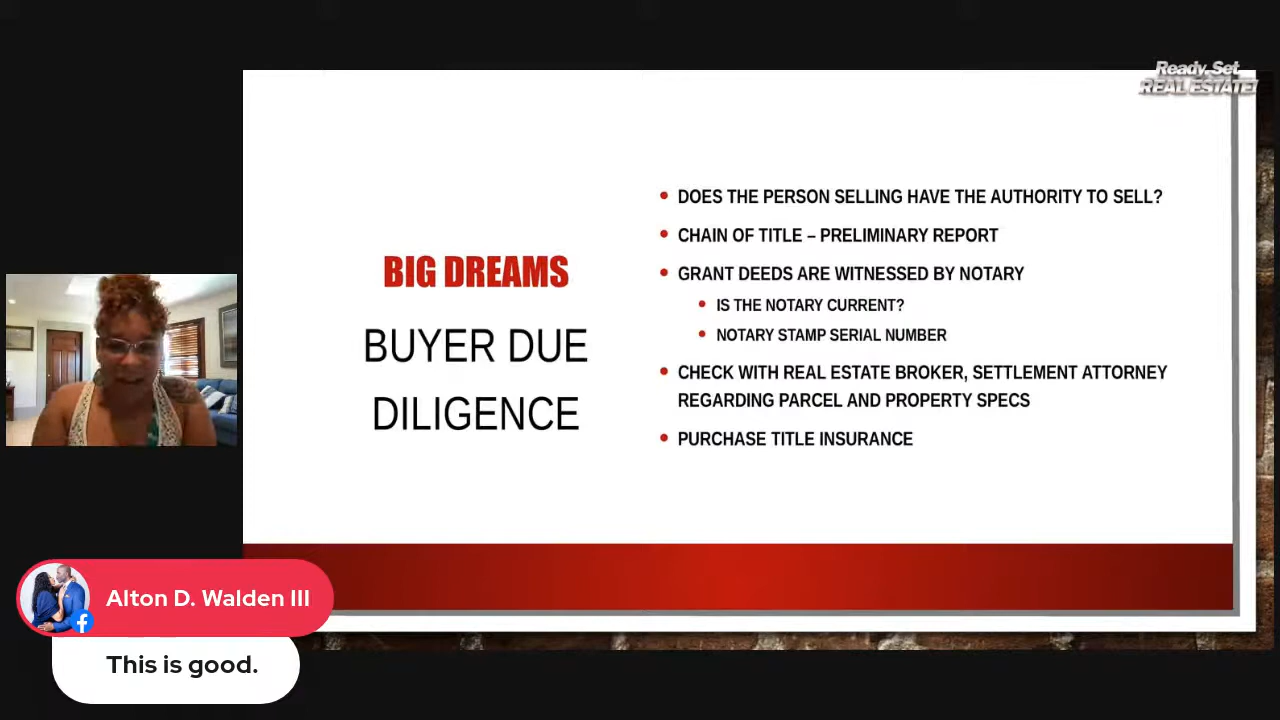 Ready, Set
REAL ESTATE!
BIG DREAMS
BUYER DUE
DILIGENCE
• DOES THE PERSON SELLING HAVE THE AUTHORITY TO SELL?
• CHAIN OF TITLE – PRELIMINARY REPORT
• GRANT DEEDS ARE WITNESSED BY NOTARY
• IS THE NOTARY CURRENT?
• NOTARY STAMP SERIAL NUMBER
• CHECK WITH REAL ESTATE BROKER, SETTLEMENT ATTORNEY
REGARDING PARCEL AND PROPERTY SPECS
• PURCHASE TITLE INSURANCE
Alton D. Walden III
This is good.